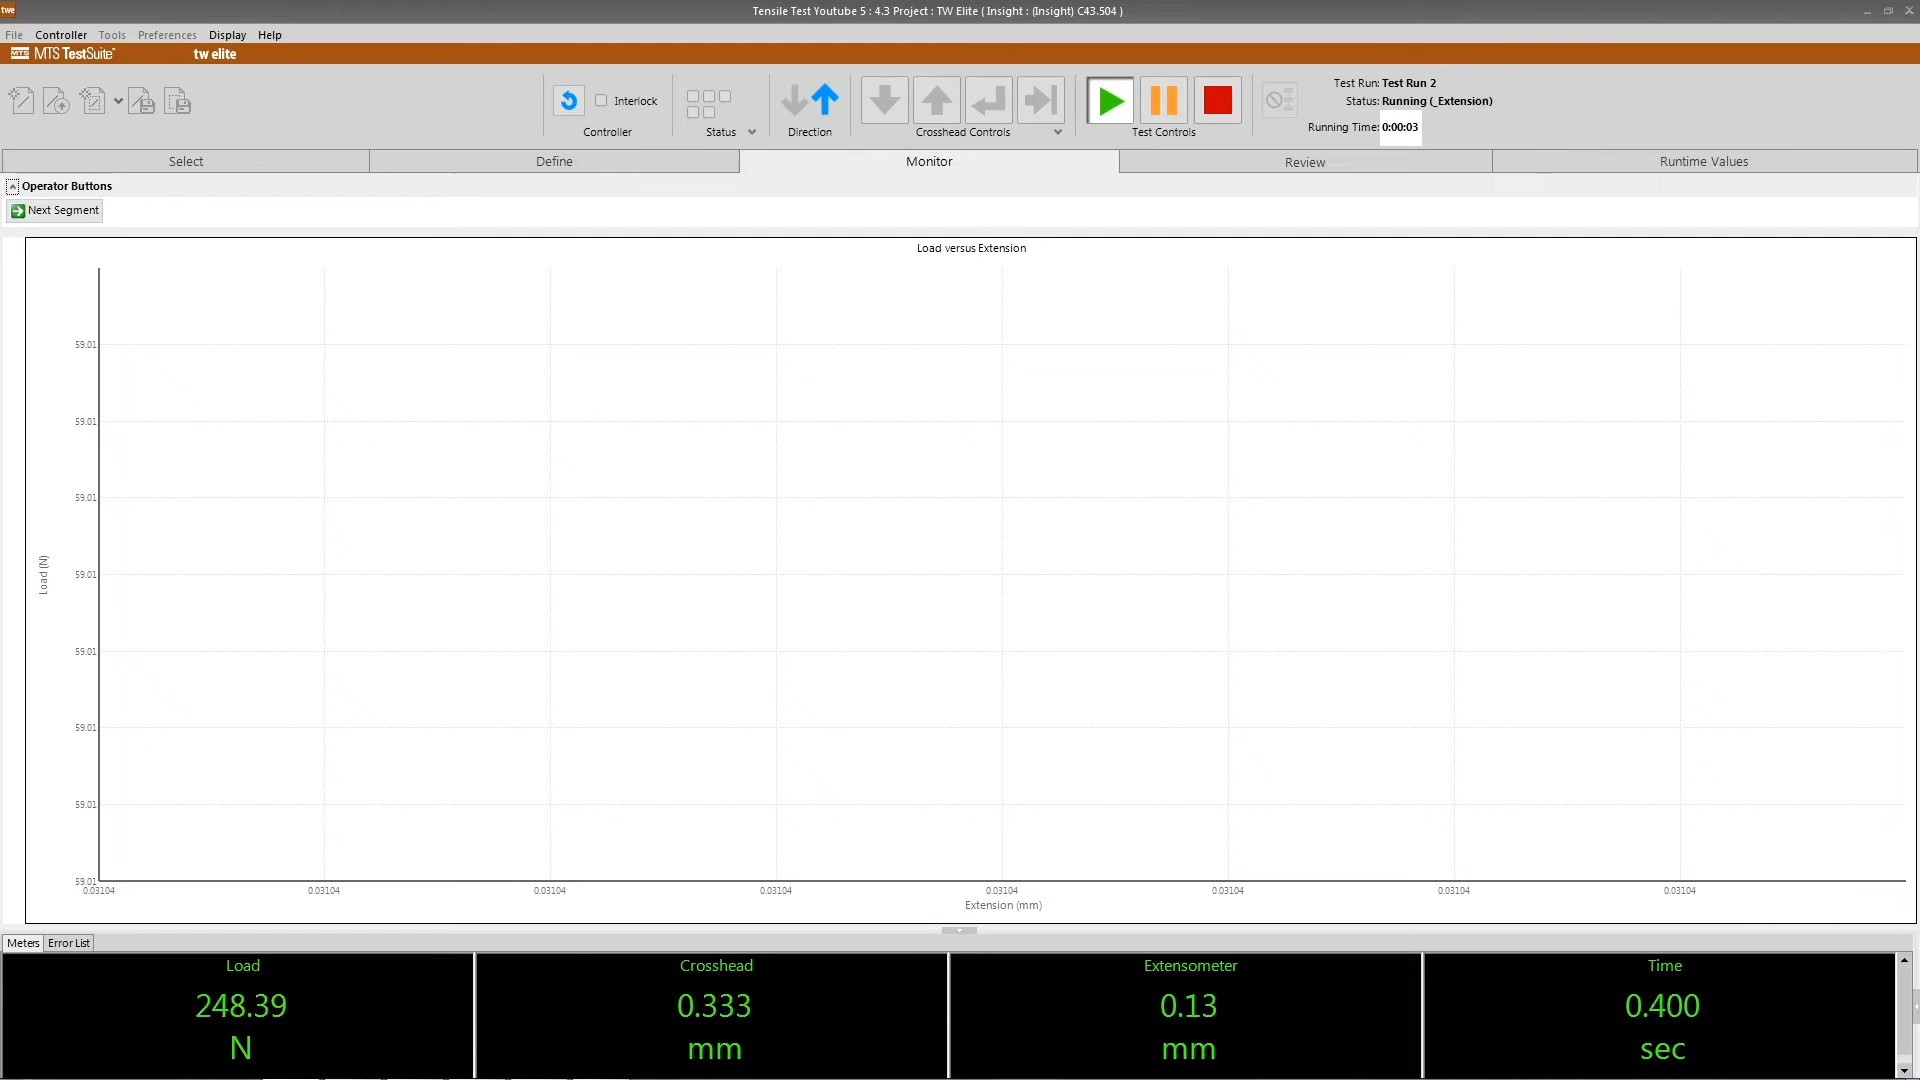 twe
Tensile Test Youtube 5 : 4.3 Project : TW Elite ( Insight : (Insight) C43.504 )
File Controller Tools Preferences Display Help
MTS MTS TestSuite™ tw elite
Interlock
Controller
Status
Direction
Crosshead Controls
Test Controls
Test Run: Test Run 2
Status: Running (_Extension)
Running Time: 0:00:03
Select Define Monitor Review Runtime Values
Operator Buttons
Next Segment
Load versus Extension
59.01
59.01
59.01
59.01
59.01
59.01
59.01
59.01
Load (N)
0.03104 0.03104 0.03104 0.03104 0.03104 0.03104 0.03104 0.03104
Extension (mm)
Meters Error List
Load Crosshead Extensometer Time
248.39 0.333 0.13 0.400
N mm mm sec